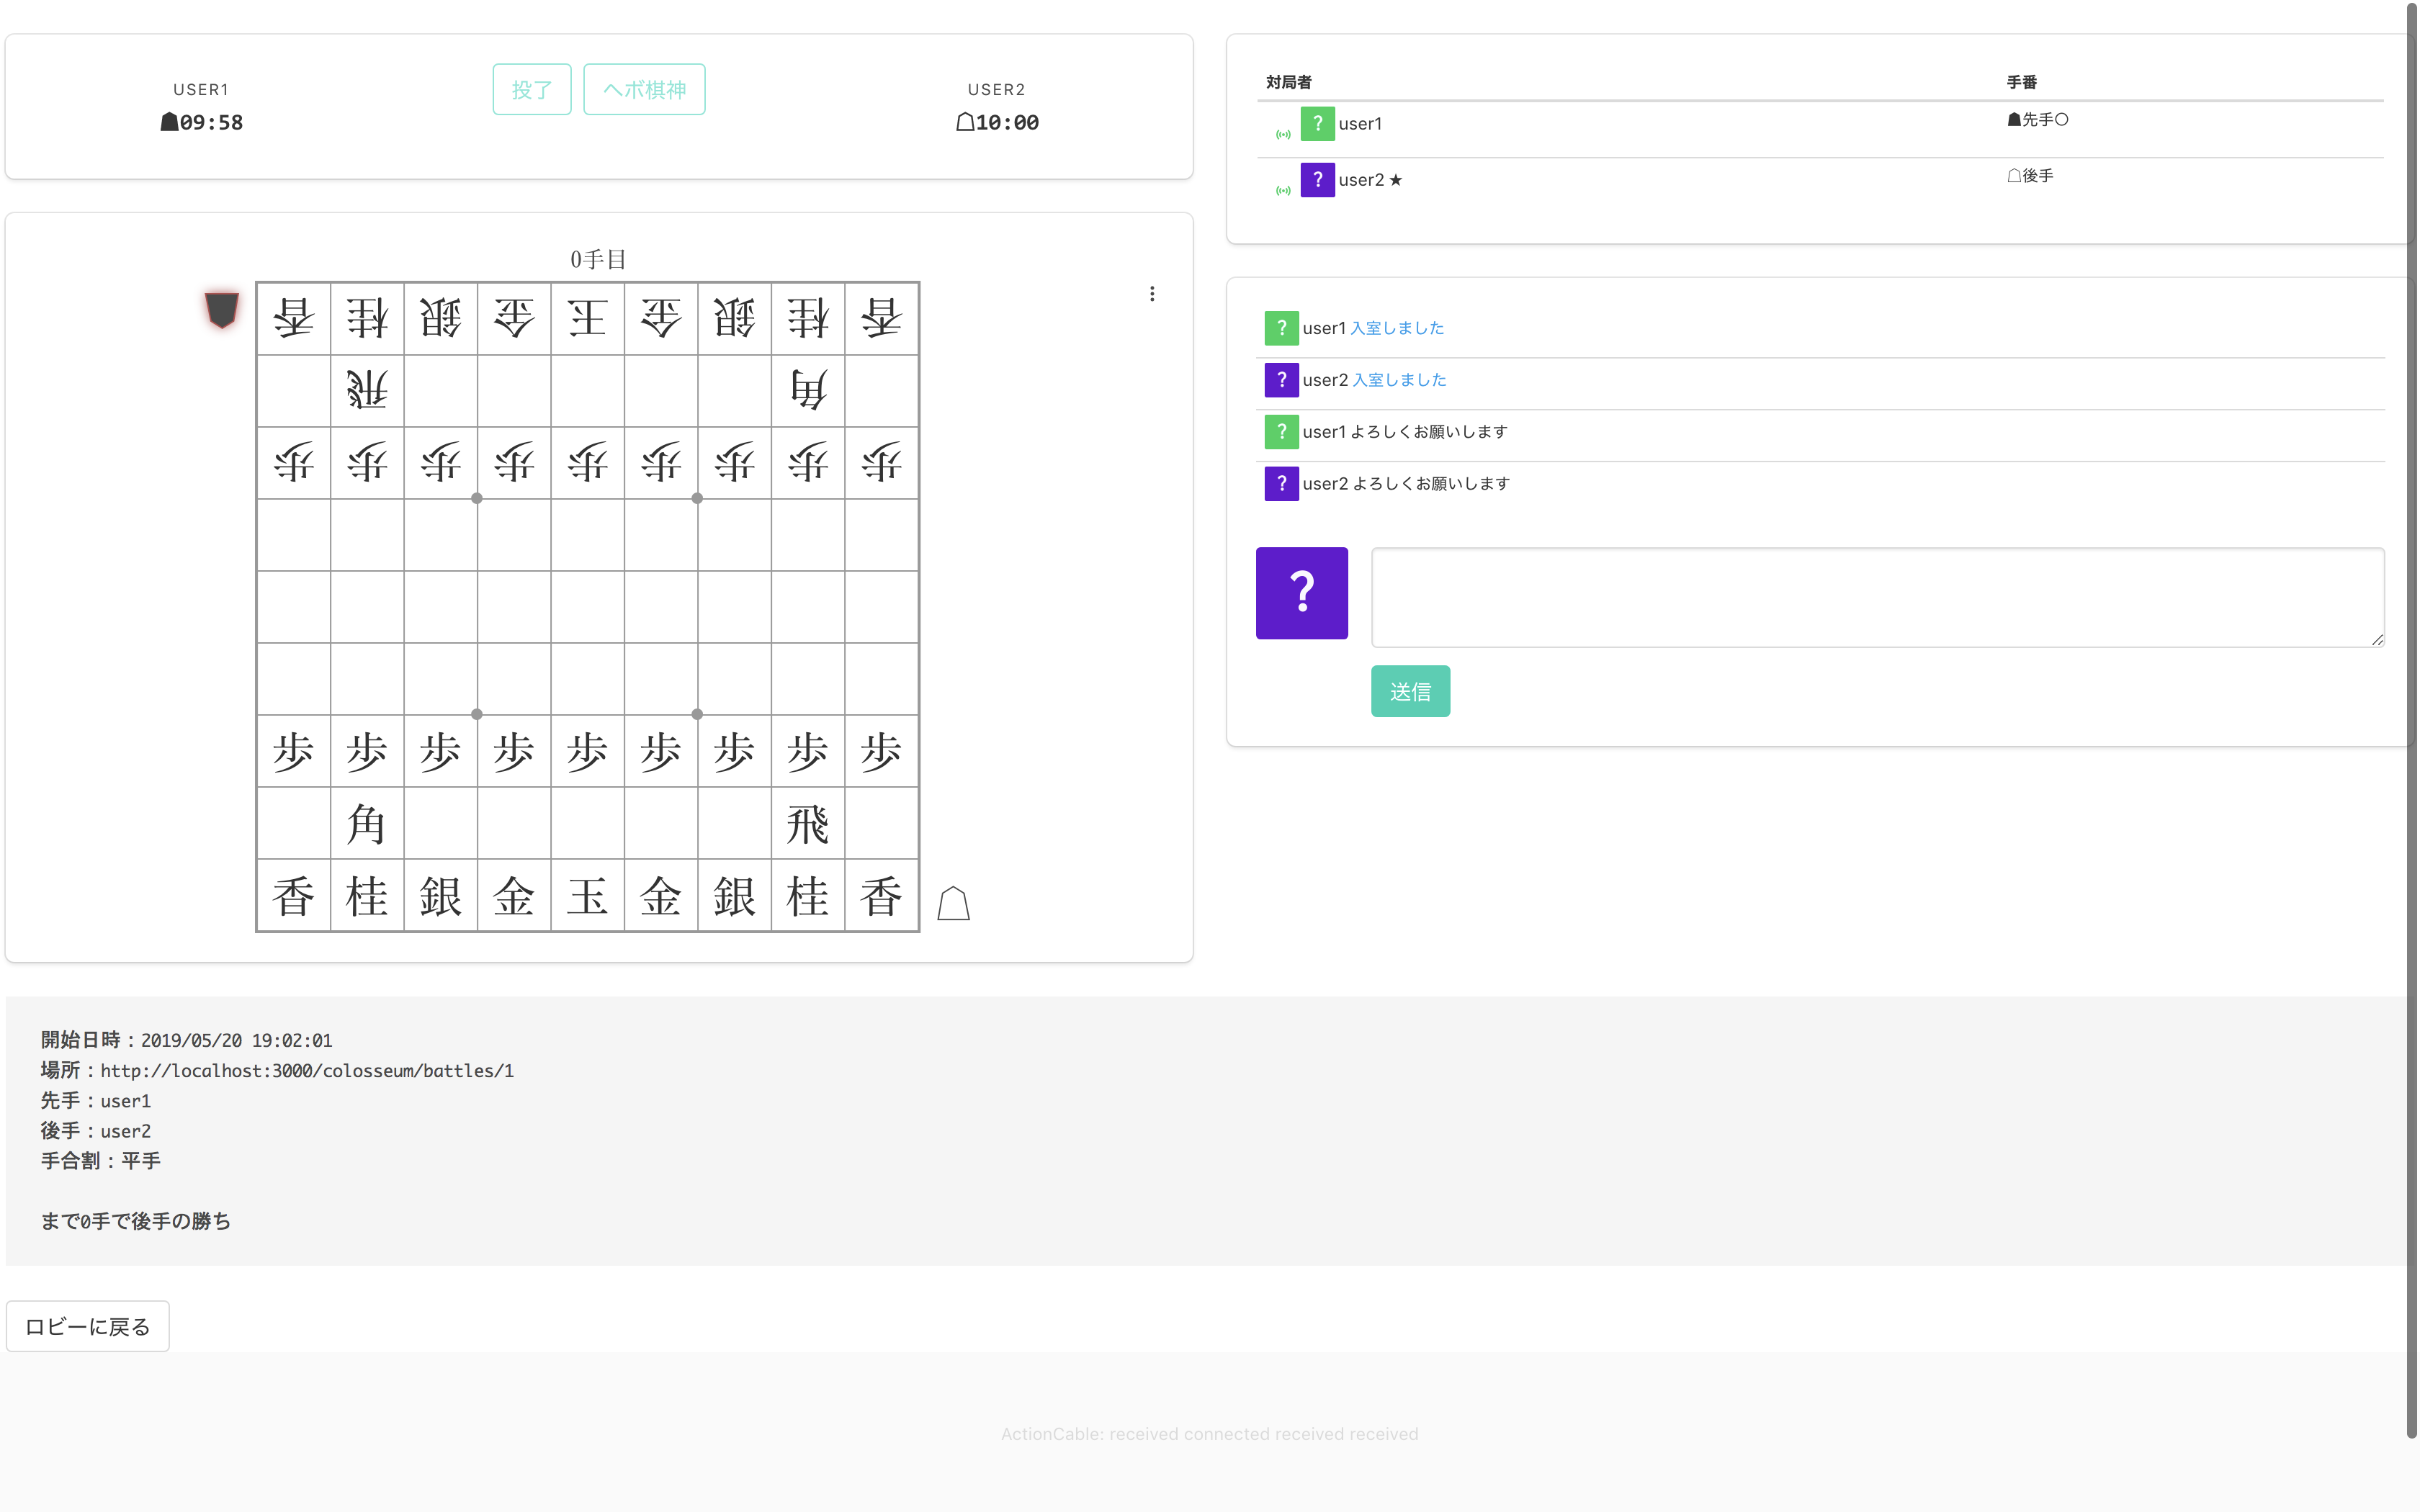 USER1
☗09:58
投了 ヘボ棋神
USER2
☖10:00
0手目
香桂銀金王金銀桂香
飛角
歩歩歩歩歩歩歩歩歩
歩歩歩歩歩歩歩歩歩
角飛
香桂銀金玉金銀桂香
対局者 手番
? user1 ☗先手○
? user2 ★ ☖後手
? user1 入室しました
? user2 入室しました
? user1 よろしくお願いします
? user2 よろしくお願いします
?
送信
開始日時：2019/05/20 19:02:01
場所：http://localhost:3000/colosseum/battles/1
先手：user1
後手：user2
手合割：平手
まで0手で後手の勝ち
ロビーに戻る
ActionCable: received connected received received